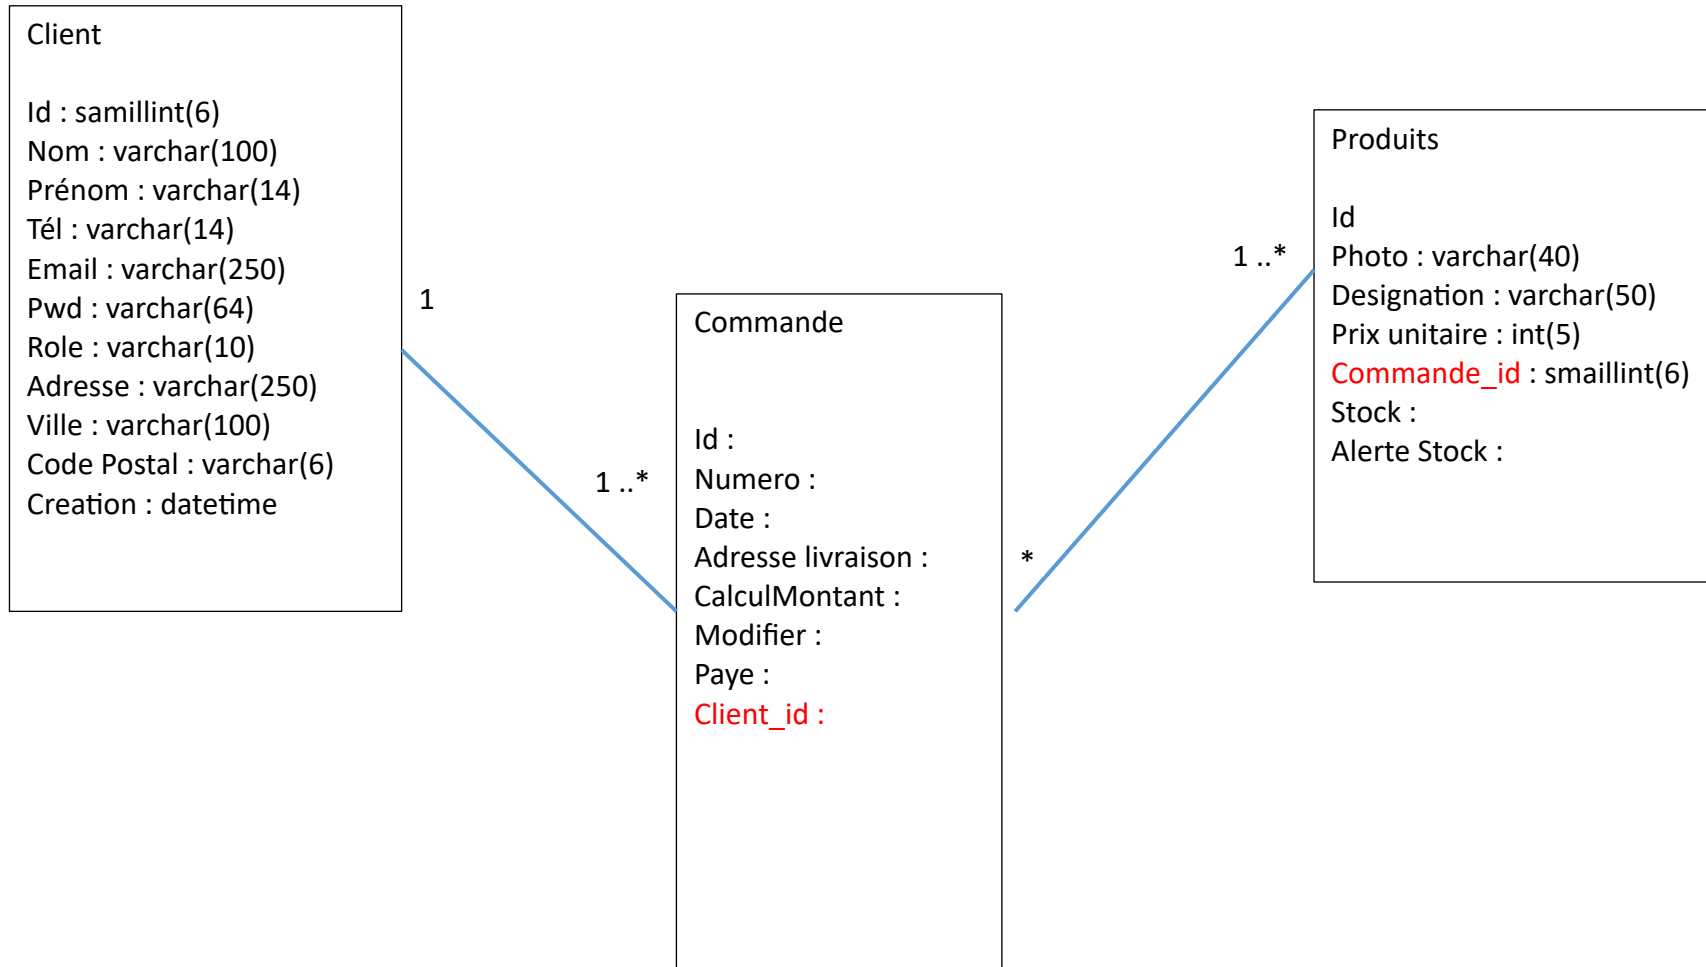 Client
Id : samillint(6)
Nom : varchar(100)
Prénom : varchar(14)
Tél : varchar(14)
Email : varchar(250)
Pwd : varchar(64)
Role : varchar(10)
Adresse : varchar(250)
Ville : varchar(100)
Code Postal : varchar(6)
Creation : datetime
1
1 ..*
Commande
Id :
Numero :
Date :
Adresse livraison :
CalculMontant :
Modifier :
Paye :
Client_id :
*
1 ..*
Produits
Id
Photo : varchar(40)
Designation : varchar(50)
Prix unitaire : int(5)
Commande_id : smaillint(6)
Stock :
Alerte Stock :